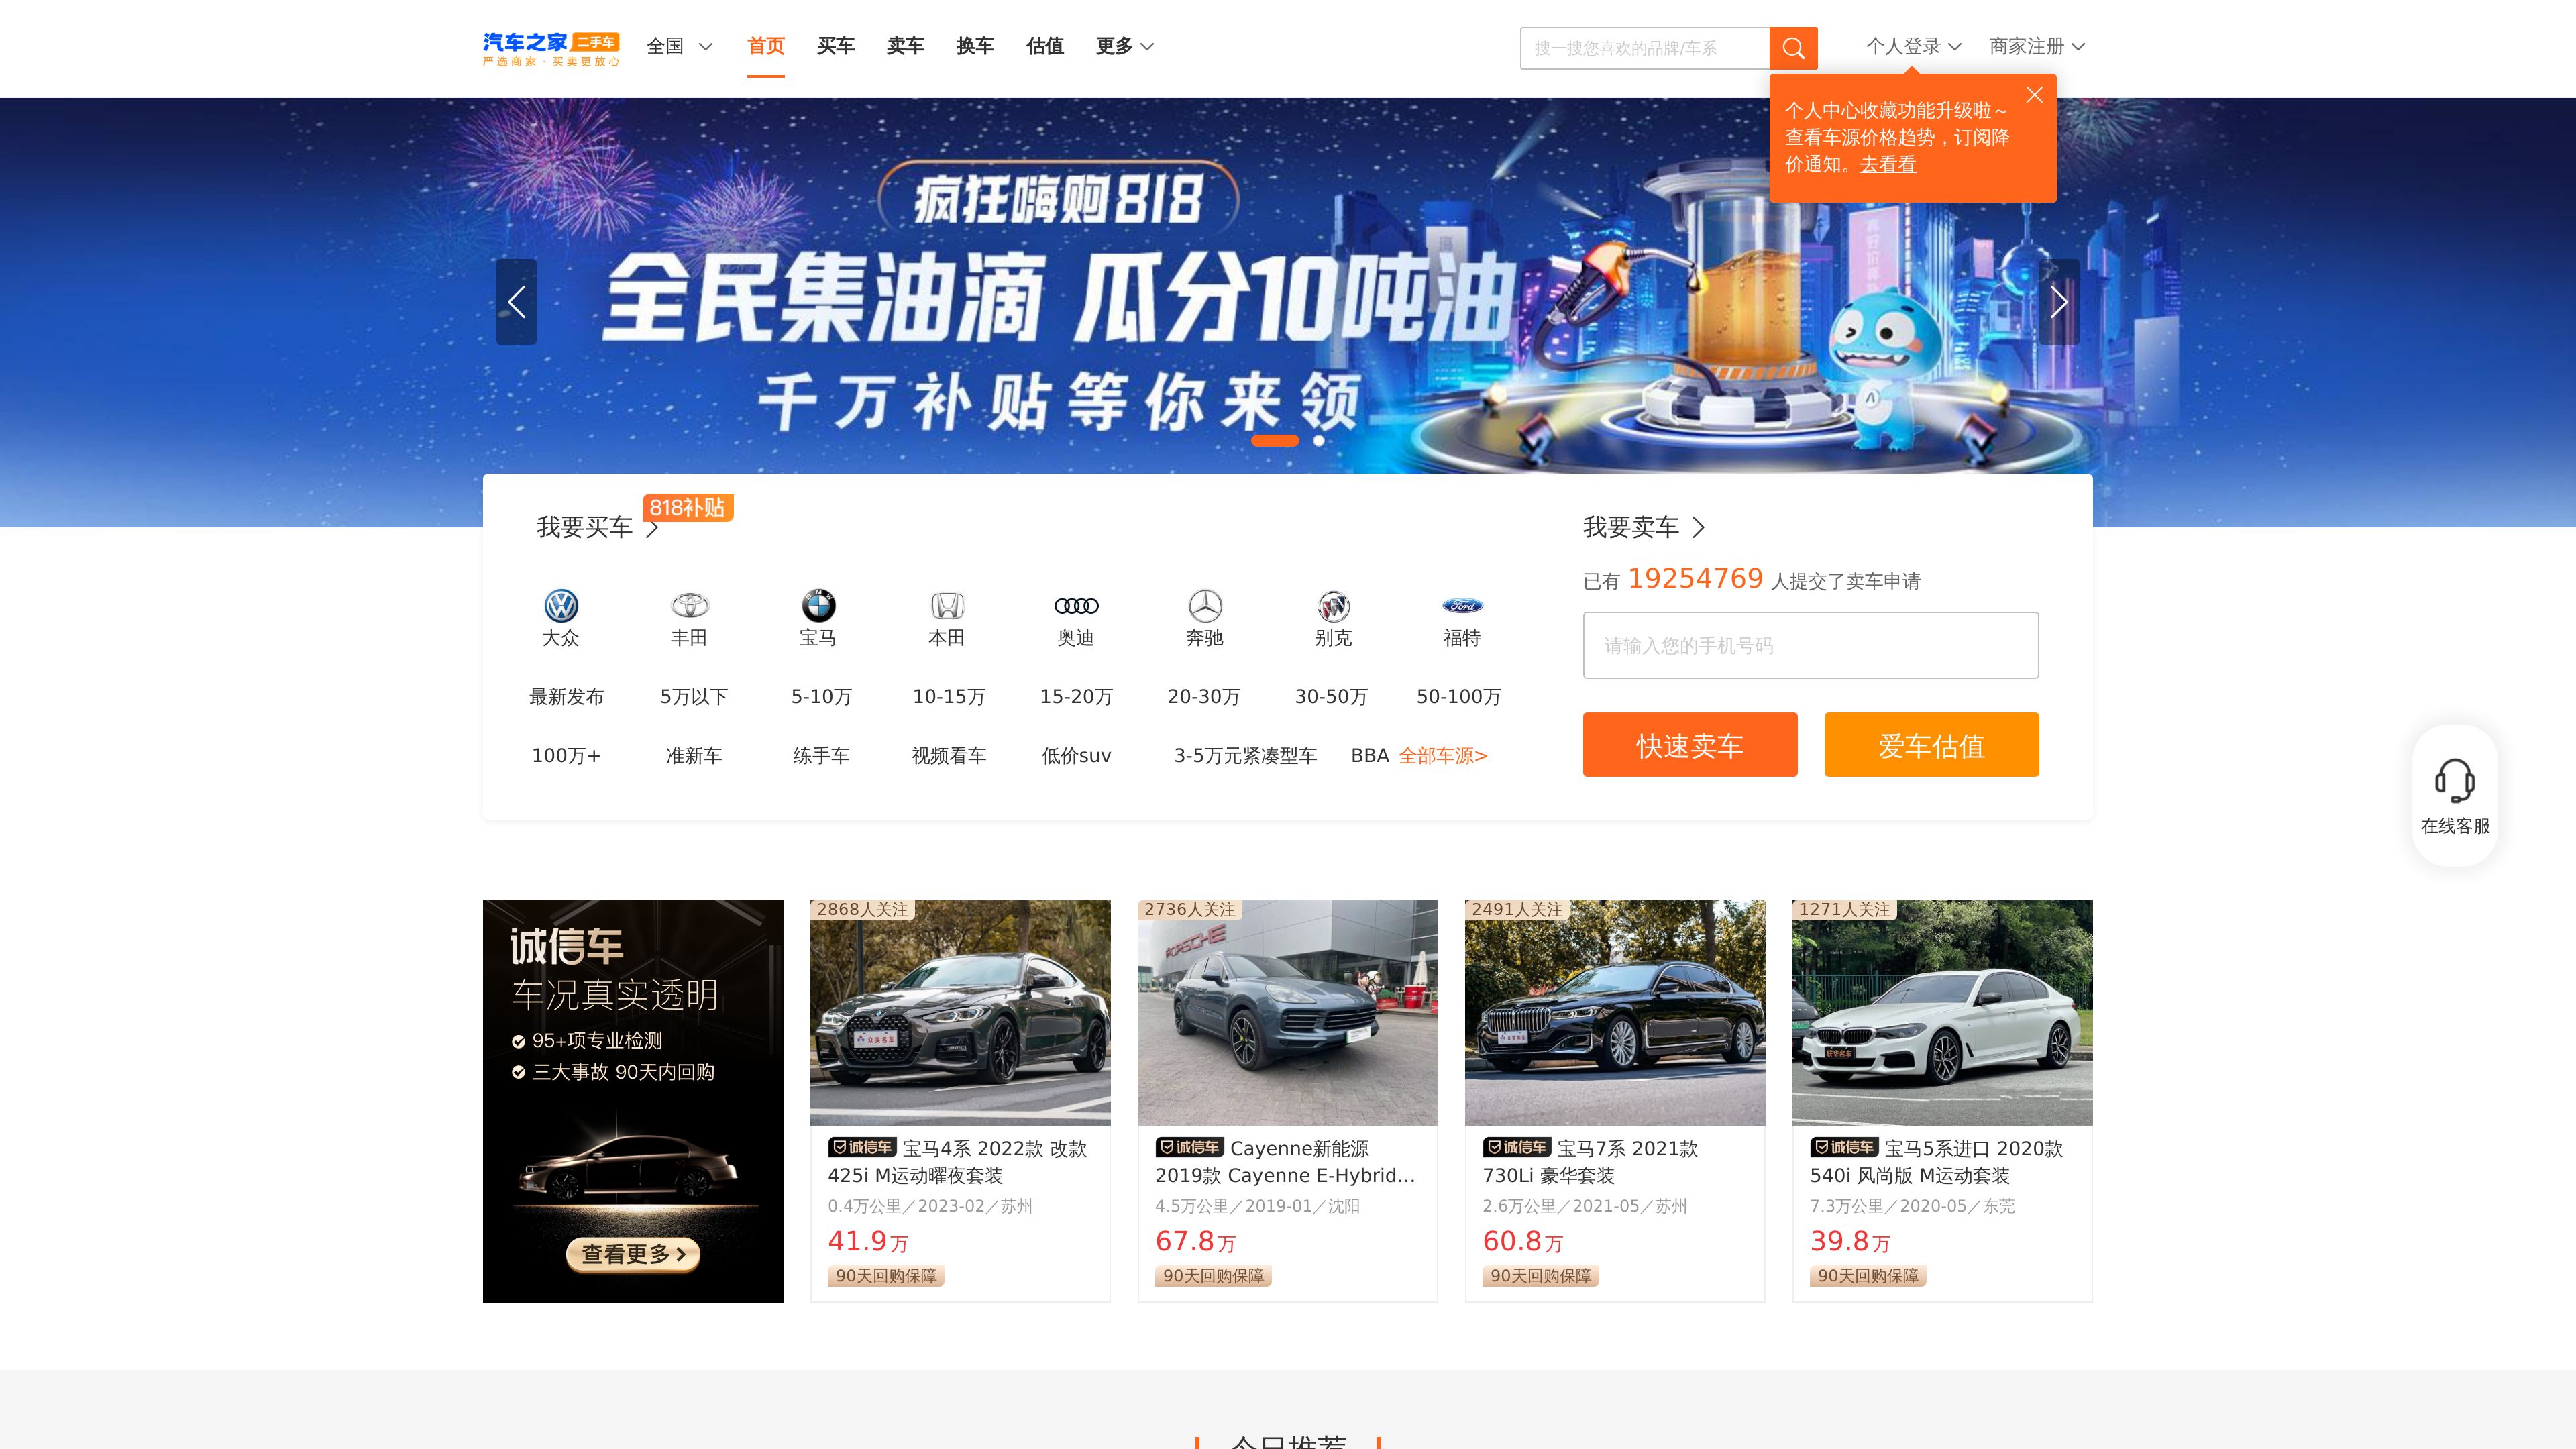 汽车之家 二手车
严选商家 · 买卖更放心
全国
首页
买车
卖车
换车
估值
更多
搜一搜您喜欢的品牌/车系
个人登录
商家注册
个人中心收藏功能升级啦～
查看车源价格趋势，订阅降
价通知。去看看
疯狂嗨购818
全民集油滴 瓜分10吨油
千万补贴等你来领
我要买车
818补贴
大众
丰田
宝马
本田
奥迪
奔驰
别克
福特
最新发布
5万以下
5-10万
10-15万
15-20万
20-30万
30-50万
50-100万
100万+
准新车
练手车
视频看车
低价suv
3-5万元紧凑型车
BBA
全部车源>
我要卖车
已有 19254769 人提交了卖车申请
请输入您的手机号码
快速卖车
爱车估值
在线客服
诚信车
车况真实透明
95+项专业检测
三大事故 90天内回购
查看更多
2868人关注
诚信车 宝马4系 2022款 改款
425i M运动曜夜套装
0.4万公里／2023-02／苏州
41.9万
90天回购保障
2736人关注
PORSCHE
诚信车 Cayenne新能源
2019款 Cayenne E-Hybrid...
4.5万公里／2019-01／沈阳
67.8万
90天回购保障
2491人关注
诚信车 宝马7系 2021款
730Li 豪华套装
2.6万公里／2021-05／苏州
60.8万
90天回购保障
1271人关注
诚信车 宝马5系进口 2020款
540i 风尚版 M运动套装
7.3万公里／2020-05／东莞
39.8万
90天回购保障
今日推荐